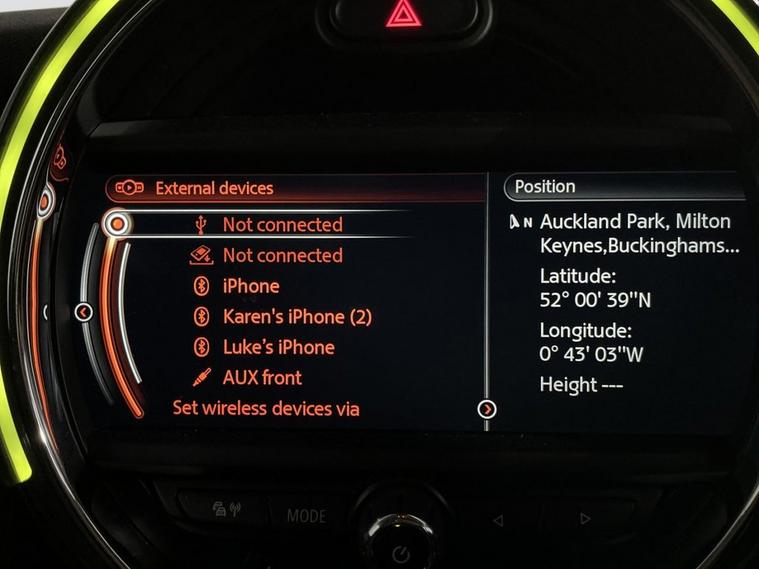 External devices
Not connected
Not connected
iPhone
Karen's iPhone (2)
Luke's iPhone
AUX front
Set wireless devices via
Position
N Auckland Park, Milton
Keynes,Buckinghams...
Latitude:
52° 00' 39"N
Longitude:
0° 43' 03"W
Height ---
MODE